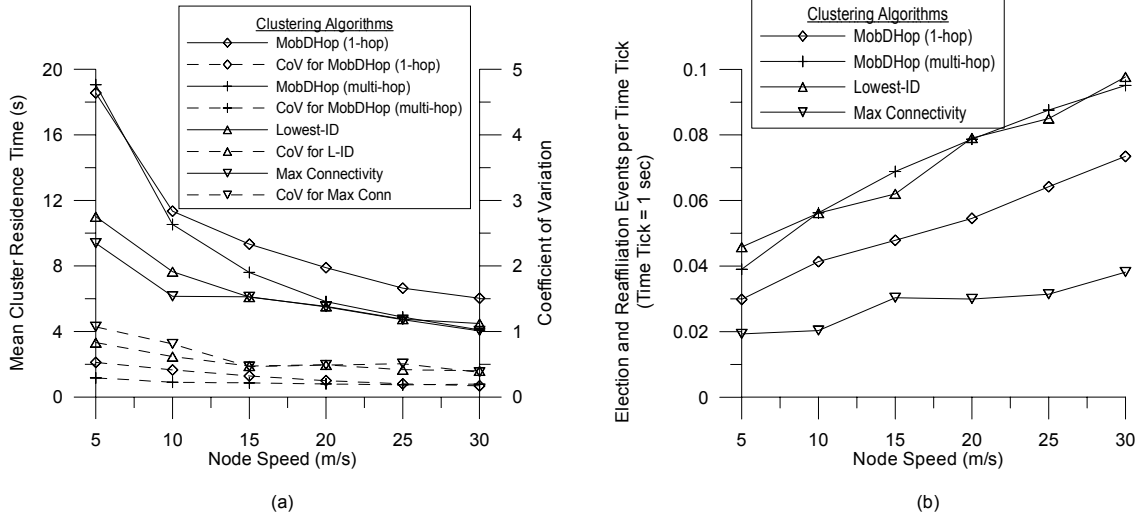 Clustering Algorithms
MobDHop (1-hop)
CoV for MobDHop (1-hop)
MobDHop (multi-hop)
CoV for MobDHop (multi-hop)
Lowest-ID
CoV for L-ID
Max Connectivity
CoV for Max Conn
Mean Cluster Residence Time (s)
20
16
12
8
4
0
5
4
3
2
1
0
Coefficient of Variation
5 10 15 20 25 30
Node Speed (m/s)
(a)
Clustering Algorithms
MobDHop (1-hop)
MobDHop (multi-hop)
Lowest-ID
Max Connectivity
Election and Reaffiliation Events per Time Tick
(Time Tick = 1 sec)
0.1
0.08
0.06
0.04
0.02
0
5 10 15 20 25 30
Node Speed (m/s)
(b)